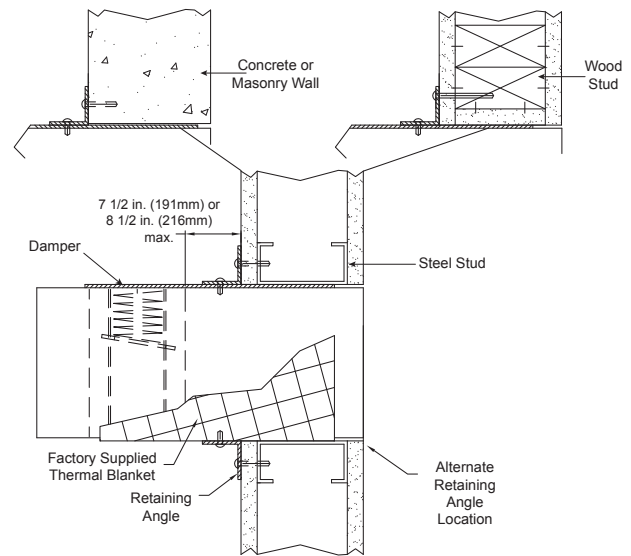 Concrete or
Masonry Wall
Wood
Stud
7 1/2 in. (191mm) or
8 1/2 in. (216mm)
max.
Damper
Steel Stud
Factory Supplied
Thermal Blanket
Retaining
Angle
Alternate
Retaining
Angle
Location